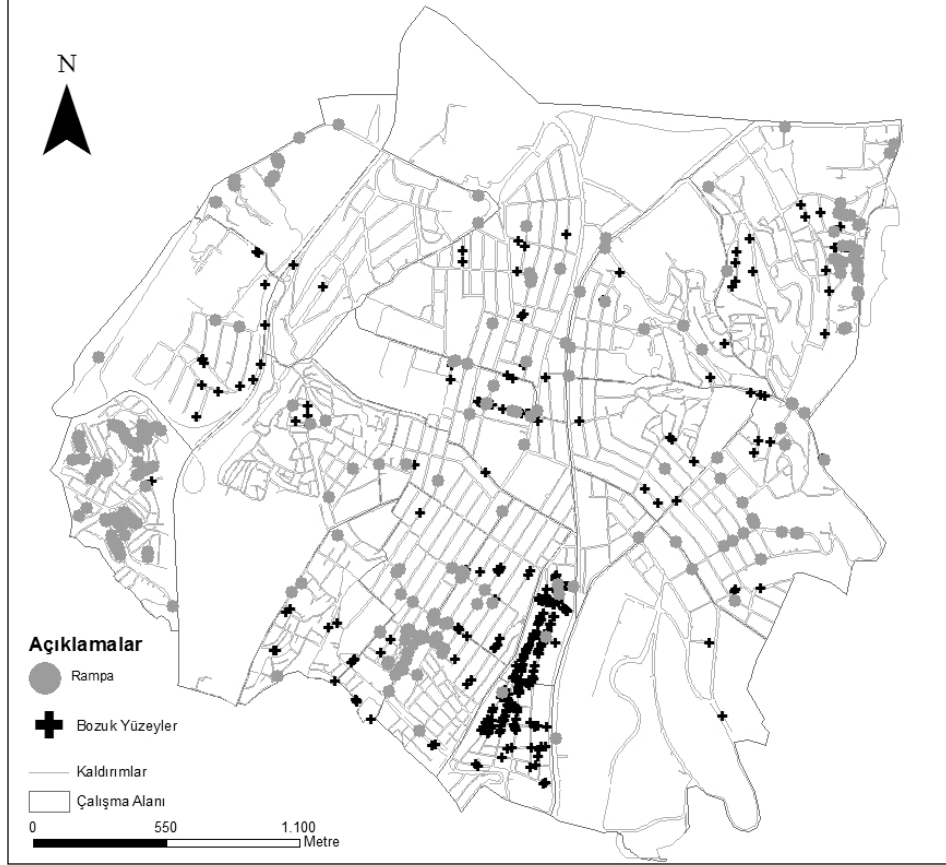 N
Açıklamalar
Rampa
Bozuk Yüzeyler
Kaldırımlar
Çalışma Alanı
0 550 1.100
Metre